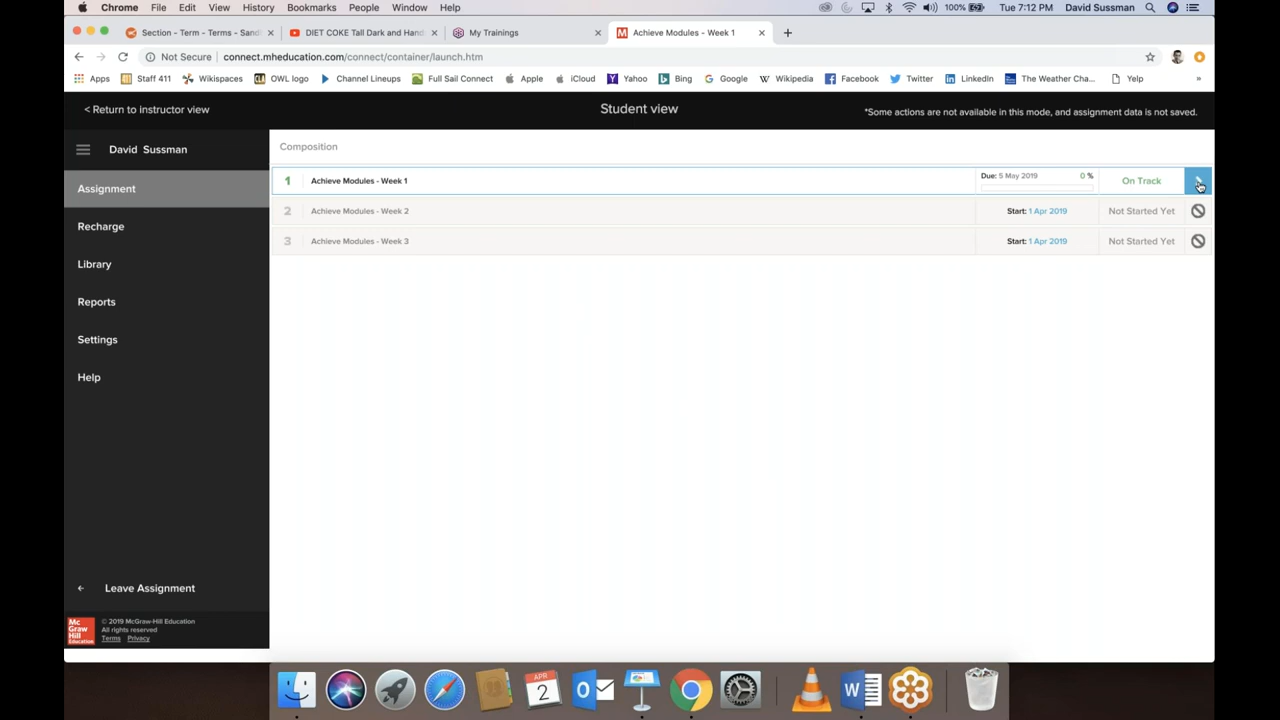 Chrome File Edit View History Bookmarks People Window Help 100% Tue 7:12 PM David Sussman
Section - Term - Terms - Sand DIET COKE Tall Dark and Hand My Trainings Achieve Modules - Week 1
Not Secure connect.mheducation.com/connect/container/launch.htm
Apps Staff 411 Wikispaces OWL logo Channel Lineups Full Sail Connect Apple iCloud Yahoo Bing Google Wikipedia Facebook Twitter LinkedIn The Weather Cha... Yelp »
< Return to instructor view Student view *Some actions are not available in this mode, and assignment data is not saved.
David Sussman
Assignment
Recharge
Library
Reports
Settings
Help
Leave Assignment
Mc Graw Hill Education
© 2019 McGraw-Hill Education
All rights reserved
Terms Privacy
Composition
1 Achieve Modules - Week 1 Due: 5 May 2019 0 % On Track
2 Achieve Modules - Week 2 Start: 1 Apr 2019 Not Started Yet
3 Achieve Modules - Week 3 Start: 1 Apr 2019 Not Started Yet
APR
2